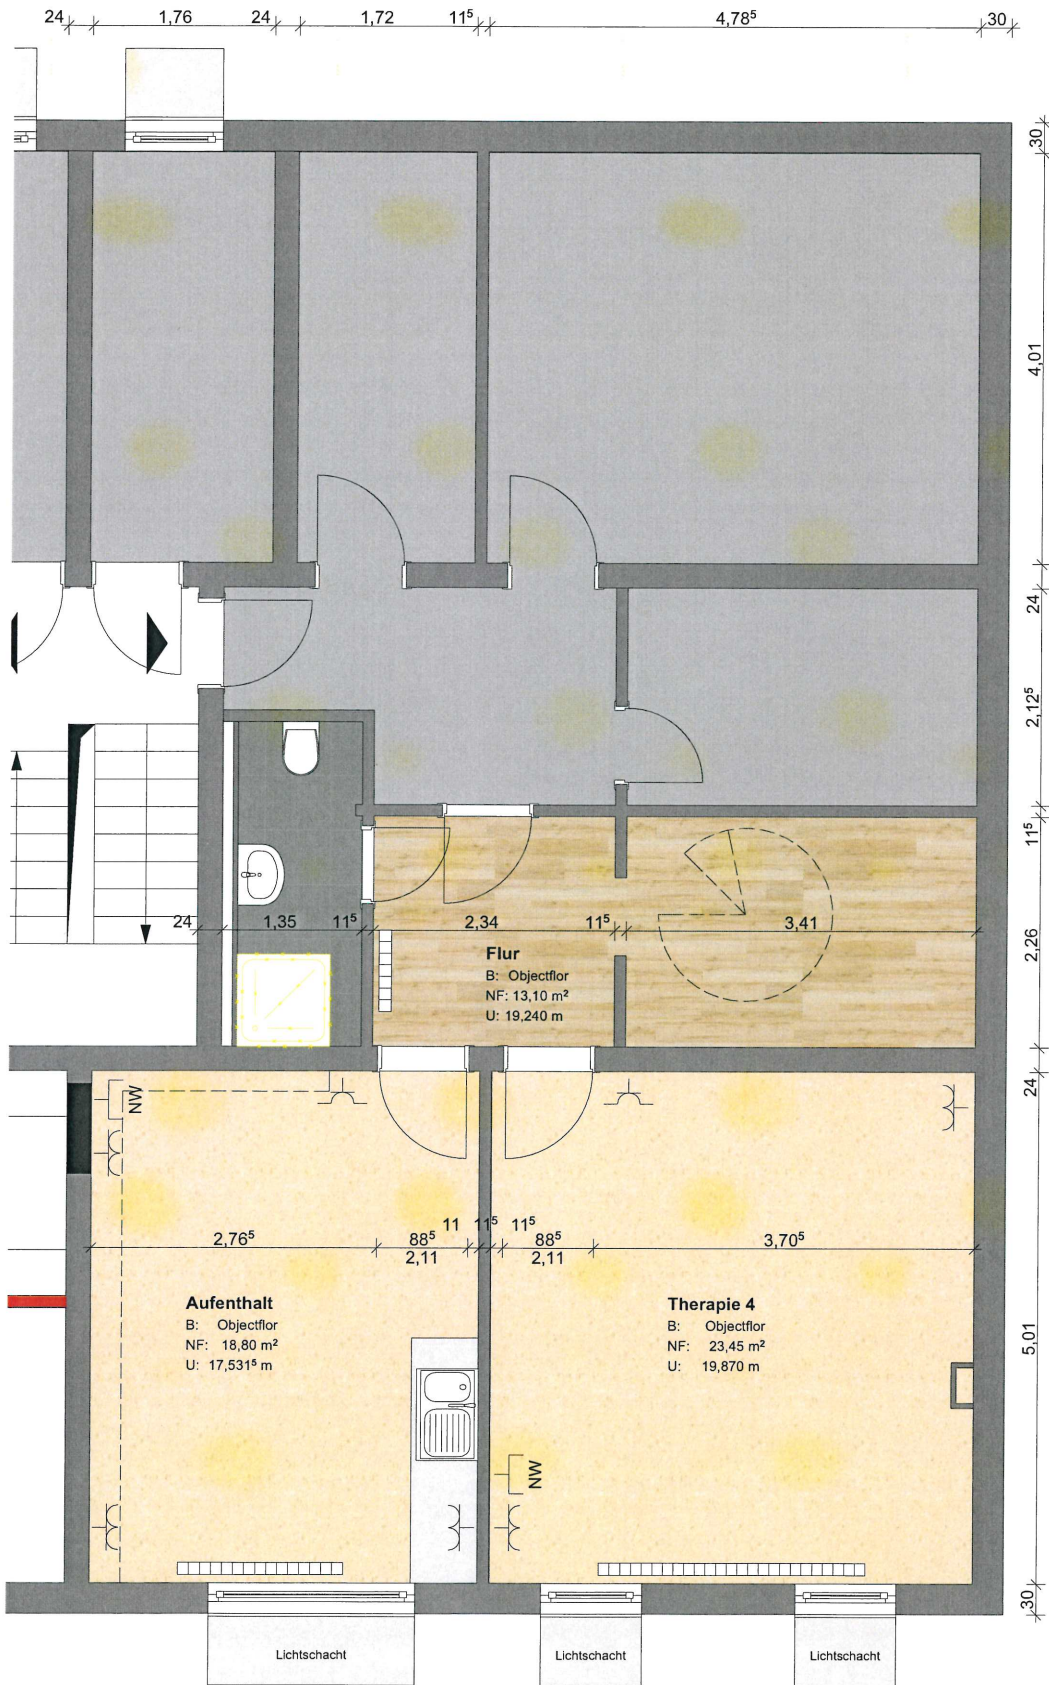 24 1,76 24 1,72 11⁵ 4,78⁵ 30
30
4,01
24
2,12⁵
11⁵
24 1,35 11⁵ 2,34 11⁵ 3,41
2,26
Flur
B: Objectflor
NF: 13,10 m²
U: 19,240 m
24
NW
11 11⁵ 11⁵
2,76⁵ 88⁵ 88⁵ 3,70⁵
2,11 2,11
Aufenthalt
B: Objectflor
NF: 18,80 m²
U: 17,531⁵ m
Therapie 4
B: Objectflor
NF: 23,45 m²
U: 19,870 m
5,01
NW
30
Lichtschacht
Lichtschacht
Lichtschacht